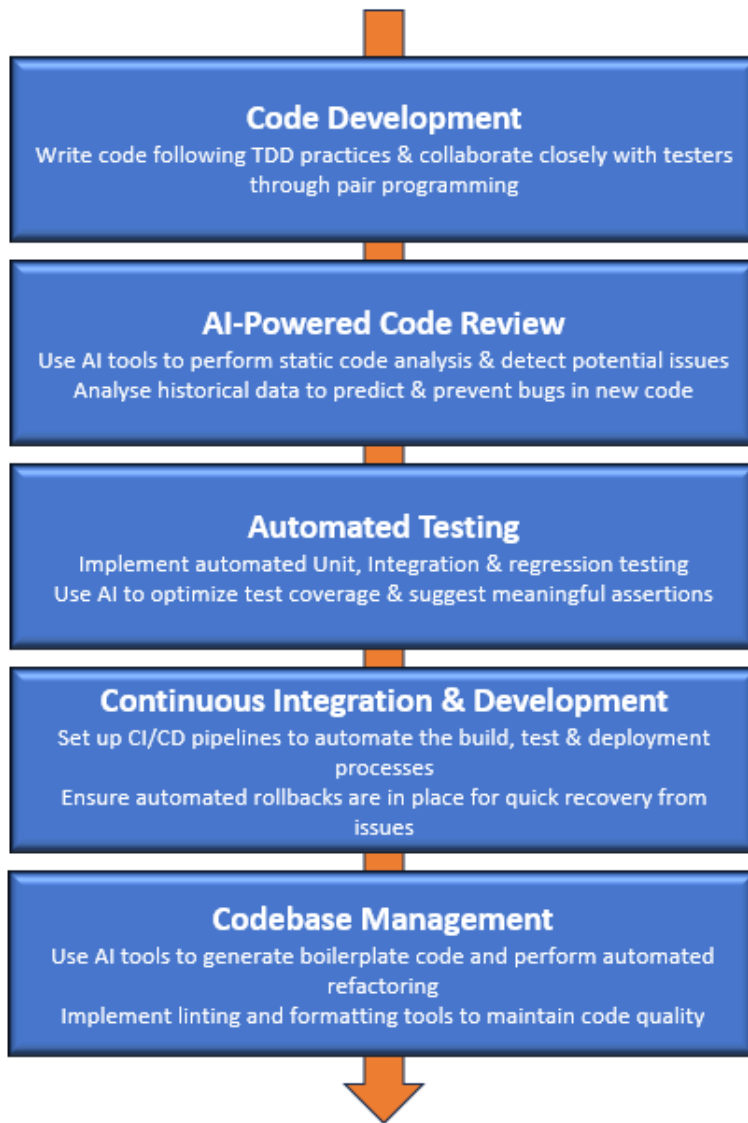 Code Development
Write code following TDD practices & collaborate closely with testers
through pair programming
AI-Powered Code Review
Use AI tools to perform static code analysis & detect potential issues
Analyse historical data to predict & prevent bugs in new code
Automated Testing
Implement automated Unit, Integration & regression testing
Use AI to optimize test coverage & suggest meaningful assertions
Continuous Integration & Development
Set up CI/CD pipelines to automate the build, test & deployment
processes
Ensure automated rollbacks are in place for quick recovery from
issues
Codebase Management
Use AI tools to generate boilerplate code and perform automated
refactoring
Implement linting and formatting tools to maintain code quality